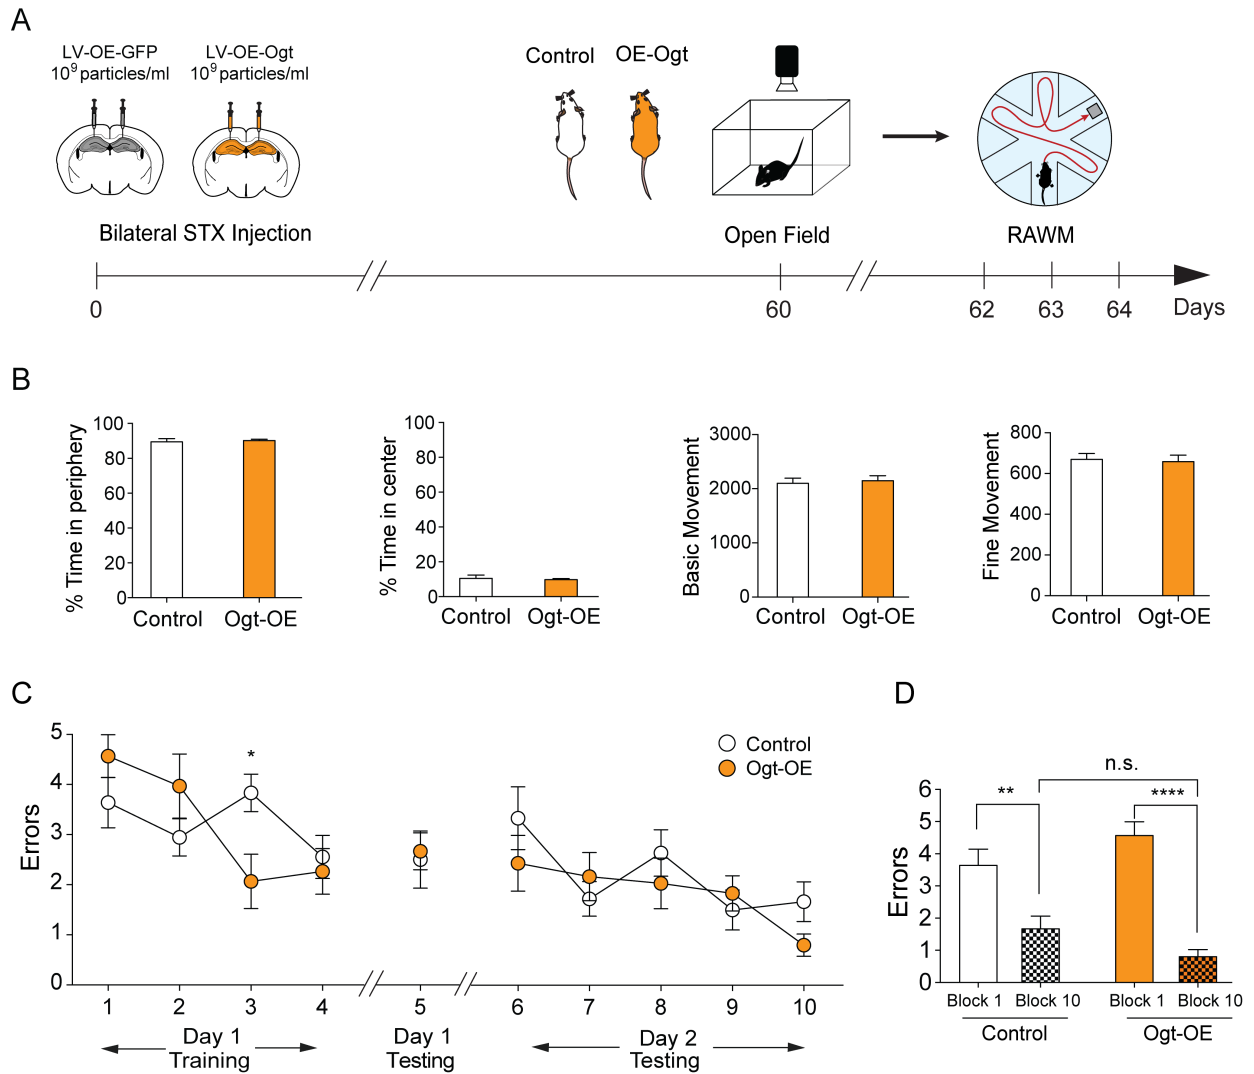 A
LV-OE-GFP
10⁹ particles/ml
LV-OE-Ogt
10⁹ particles/ml
Control
OE-Ogt
Bilateral STX Injection
Open Field
RAWM
0
60
62
63
64
Days
B
% Time in periphery
100
80
60
40
20
0
Control
Ogt-OE
% Time in center
100
80
60
40
20
0
Control
Ogt-OE
Basic Movement
3000
2000
1000
0
Control
Ogt-OE
Fine Movement
800
600
400
200
0
Control
Ogt-OE
C
Errors
5
4
3
2
1
0
*
Control
Ogt-OE
1
2
3
4
5
6
7
8
9
10
Day 1
Training
Day 1
Testing
Day 2
Testing
D
Errors
6
5
4
3
2
1
0
**
n.s.
****
Block 1
Block 10
Block 1
Block 10
Control
Ogt-OE